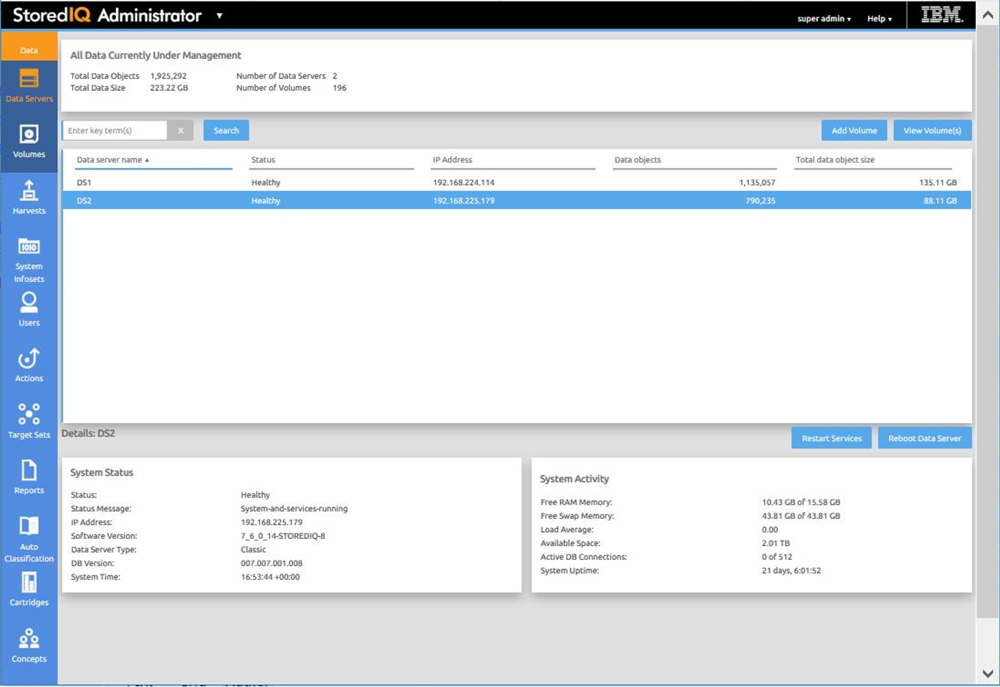 StoredIQ Administrator ▼
super admin ▾ Help ▾ IBM.
Data
Data Servers
Volumes
Harvests
System
Infosets
Users
Actions
Target Sets
Reports
Auto
Classification
Cartridges
Concepts
All Data Currently Under Management
Total Data Objects 1,925,292 Number of Data Servers 2
Total Data Size 223.22 GB Number of Volumes 196
Enter key term(s) X Search Add Volume View Volume(s)
Data server name ▲ Status IP Address Data objects Total data object size
DS1 Healthy 192.168.224.114 1,135,057 135.11 GB
DS2 Healthy 192.168.225.179 790,235 88.11 GB
Details: DS2 Restart Services Reboot Data Server
System Status
Status: Healthy
Status Message: System-and-services-running
IP Address: 192.168.225.179
Software Version: 7_6_0_14-STOREDIQ-8
Data Server Type: Classic
DB Version: 007.007.001.008
System Time: 16:53:44 +00:00
System Activity
Free RAM Memory: 10.43 GB of 15.58 GB
Free Swap Memory: 43.81 GB of 43.81 GB
Load Average: 0.00
Available Space: 2.01 TB
Active DB Connections: 0 of 512
System Uptime: 21 days, 6:01:52